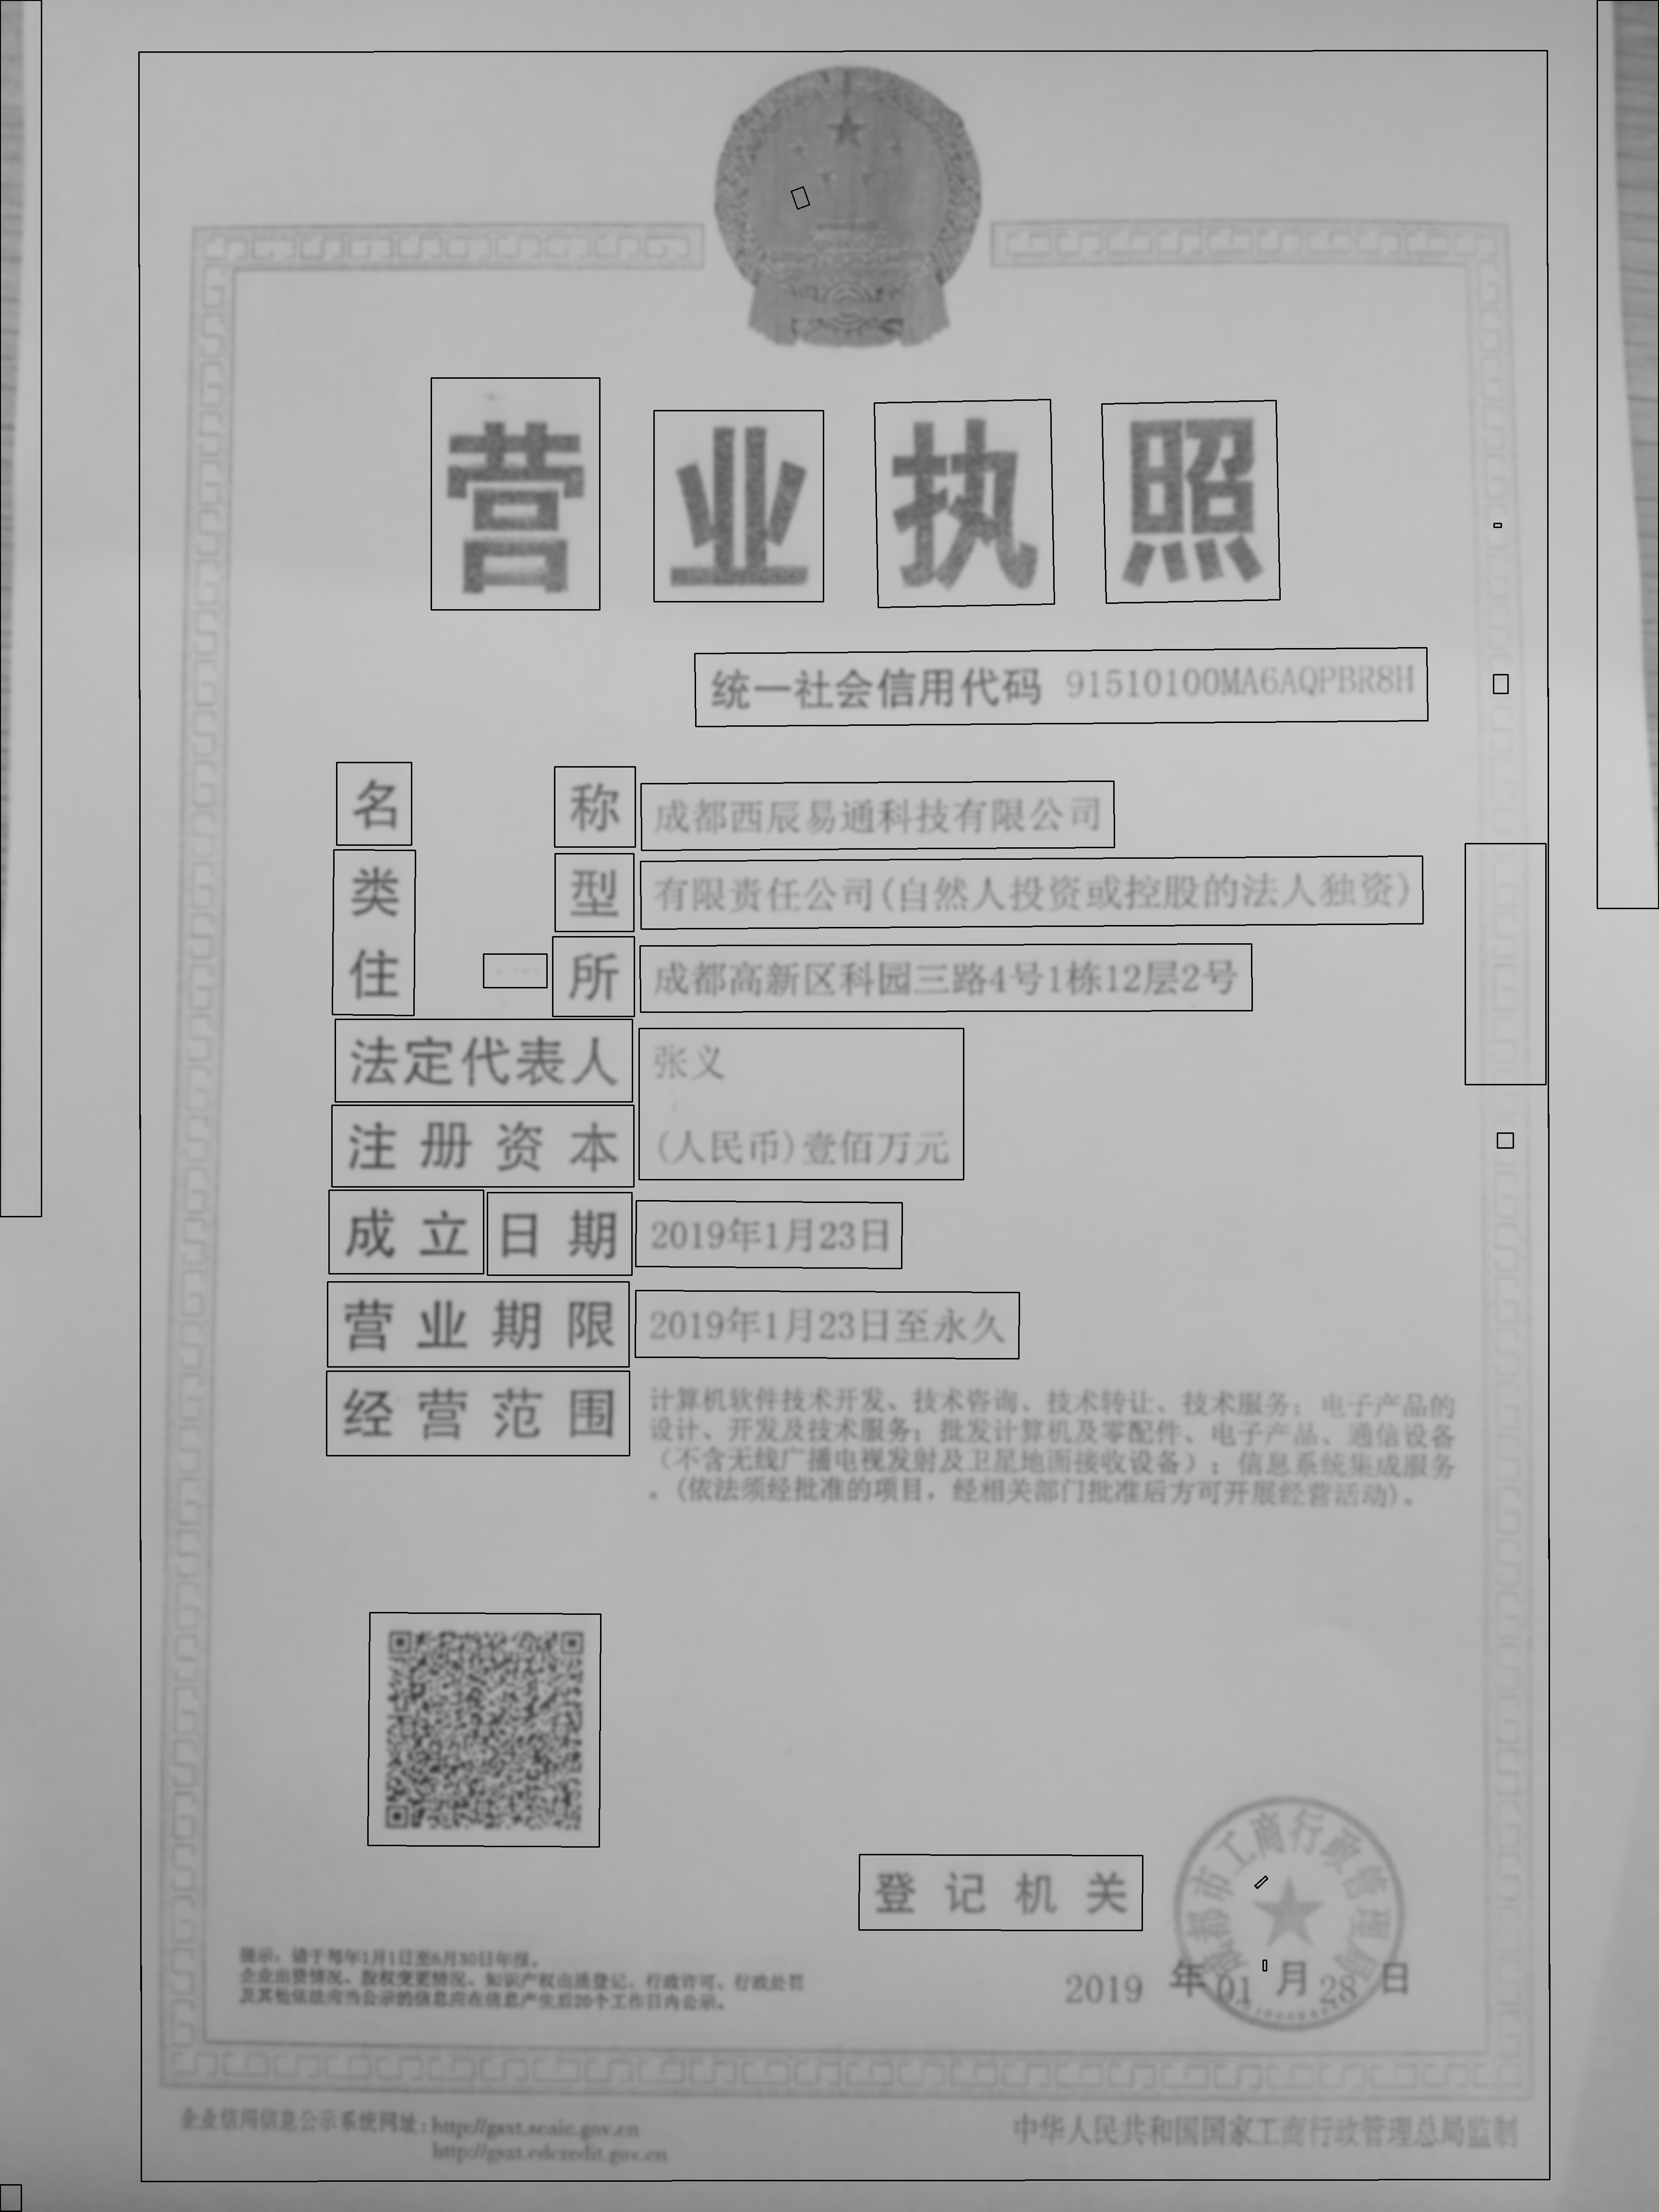 营业执照
统一社会信用代码 91510100MA6AQPBR8H
名称 成都西辰易通科技有限公司
类型 有限责任公司(自然人投资或控股的法人独资)
住所 成都高新区科园三路4号1栋12层2号
法定代表人 张义
注册资本 (人民币)壹佰万元
成立日期 2019年1月23日
营业期限 2019年1月23日至永久
经营范围 计算机软件技术开发、技术咨询、技术转让、技术服务；电子产品的
设计、开发及技术服务；批发计算机及零配件、电子产品、通信设备
（不含无线广播电视发射及卫星地面接收设备）；信息系统集成服务
。(依法须经批准的项目，经相关部门批准后方可开展经营活动)。
登记机关
成都市工商行政管理局
2019 年 01 月 28 日
提示：请于每年1月1日至6月30日年报。
企业出资情况、股权变更情况、知识产权出质登记、行政许可、行政处罚
及其他依法应当公示的信息应在信息产生后20个工作日内公示。
企业信用信息公示系统网址：http://gsxt.scaic.gov.cn
http://gsxt.cdcredit.gov.cn
中华人民共和国国家工商行政管理总局监制